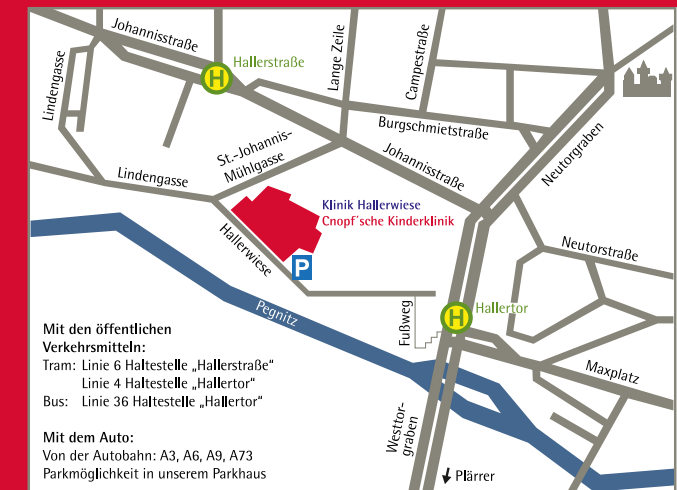 Johannisstraße
H
Hallerstraße
Lange Zeile
Campestraße
Lindengasse
Burgschmietstraße
St.-Johannis-
Mühlgasse
Johannisstraße
Neutorgraben
Lindengasse
Klinik Hallerwiese
Cnopf´sche Kinderklinik
Hallerwiese
P
Neutorstraße
Pegnitz
Fußweg
H
Hallertor
Maxplatz
Westtor-
graben
Plärrer
Mit den öffentlichen
Verkehrsmitteln:
Tram: Linie 6 Haltestelle „Hallerstraße“
Linie 4 Haltestelle „Hallertor“
Bus: Linie 36 Haltestelle „Hallertor“
Mit dem Auto:
Von der Autobahn: A3, A6, A9, A73
Parkmöglichkeit in unserem Parkhaus